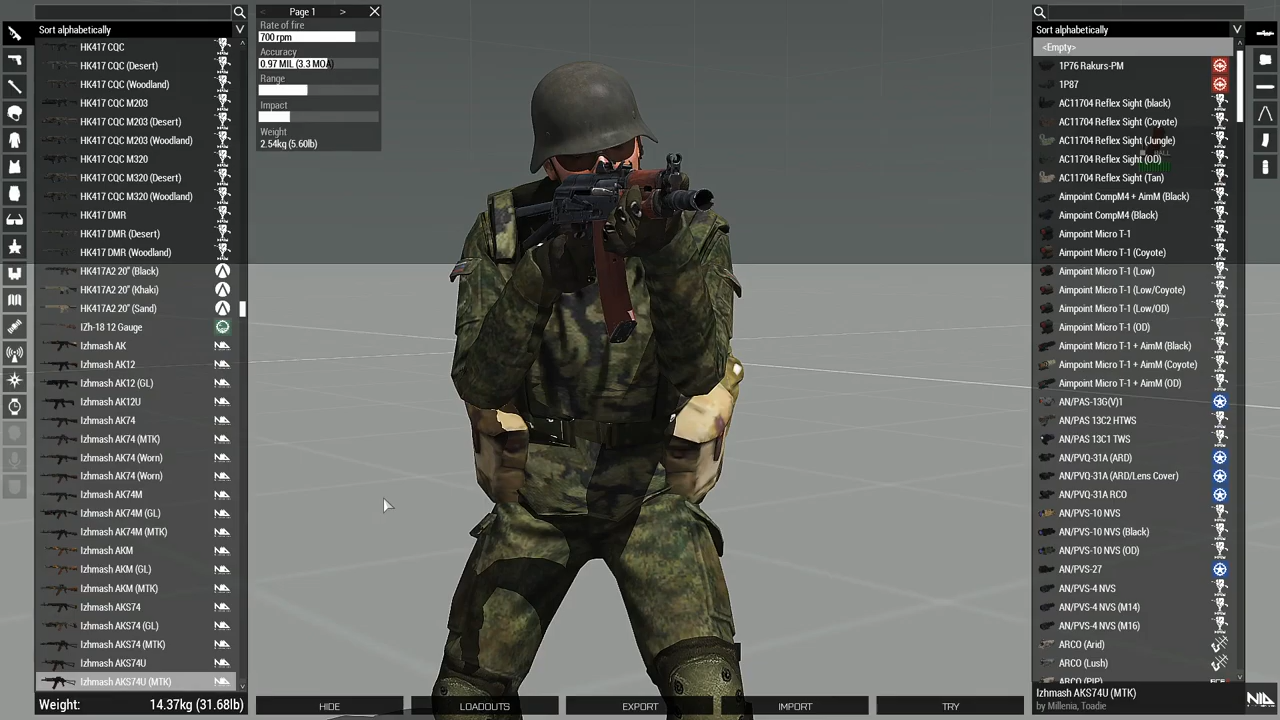 Sort alphabetically
HK417 CQC
HK417 CQC (Desert)
HK417 CQC (Woodland)
HK417 CQC M203
HK417 CQC M203 (Desert)
HK417 CQC M203 (Woodland)
HK417 CQC M320
HK417 CQC M320 (Desert)
HK417 CQC M320 (Woodland)
HK417 DMR
HK417 DMR (Desert)
HK417 DMR (Woodland)
HK417A2 20" (Black)
HK417A2 20" (Khaki)
HK417A2 20" (Sand)
IZh-18 12 Gauge
Izhmash AK
Izhmash AK12
Izhmash AK12 (GL)
Izhmash AK12U
Izhmash AK74
Izhmash AK74 (MTK)
Izhmash AK74 (Worn)
Izhmash AK74 (Worn)
Izhmash AK74M
Izhmash AK74M (GL)
Izhmash AK74M (MTK)
Izhmash AKM
Izhmash AKM (GL)
Izhmash AKM (MTK)
Izhmash AKS74
Izhmash AKS74 (GL)
Izhmash AKS74 (MTK)
Izhmash AKS74U
Izhmash AKS74U (MTK)
Weight: 14.37kg (31.68lb)
< Page 1 >
Rate of fire
700 rpm
Accuracy
0.97 MIL (3.3 MOA)
Range
Impact
Weight
2.54kg (5.60lb)
HIDE
LOADOUTS
EXPORT
IMPORT
TRY
Sort alphabetically
<Empty>
1P76 Rakurs-PM
1P87
AC11704 Reflex Sight (black)
AC11704 Reflex Sight (Coyote)
AC11704 Reflex Sight (Jungle)
AC11704 Reflex Sight (OD)
AC11704 Reflex Sight (Tan)
Aimpoint CompM4 + AimM (Black)
Aimpoint CompM4 (Black)
Aimpoint Micro T-1
Aimpoint Micro T-1 (Coyote)
Aimpoint Micro T-1 (Low)
Aimpoint Micro T-1 (Low/Coyote)
Aimpoint Micro T-1 (Low/OD)
Aimpoint Micro T-1 (OD)
Aimpoint Micro T-1 + AimM (Black)
Aimpoint Micro T-1 + AimM (Coyote)
Aimpoint Micro T-1 + AimM (OD)
AN/PAS-13G(V)1
AN/PAS 13C2 HTWS
AN/PAS 13C1 TWS
AN/PVQ-31A (ARD)
AN/PVQ-31A (ARD/Lens Cover)
AN/PVQ-31A RCO
AN/PVS-10 NVS
AN/PVS-10 NVS (Black)
AN/PVS-10 NVS (OD)
AN/PVS-27
AN/PVS-4 NVS
AN/PVS-4 NVS (M14)
AN/PVS-4 NVS (M16)
ARCO (Arid)
ARCO (Lush)
ARCO (PIP)
Izhmash AKS74U (MTK)
by Millenia, Toadie